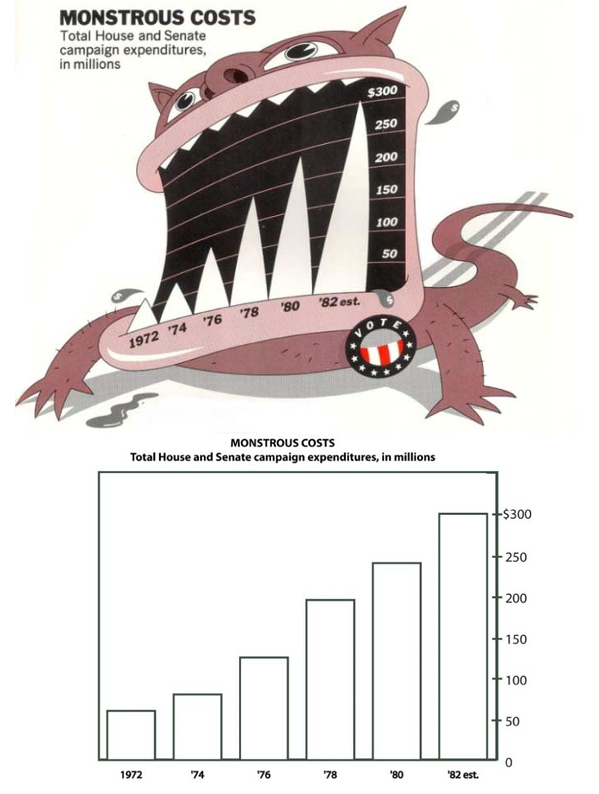 MONSTROUS COSTS
Total House and Senate
campaign expenditures,
in millions
$300
250
200
150
100
50
$
$
$
1972 '74 '76 '78 '80 '82 est.
VOTE
MONSTROUS COSTS
Total House and Senate campaign expenditures, in millions
$300
250
200
150
100
50
0
1972 '74 '76 '78 '80 '82 est.